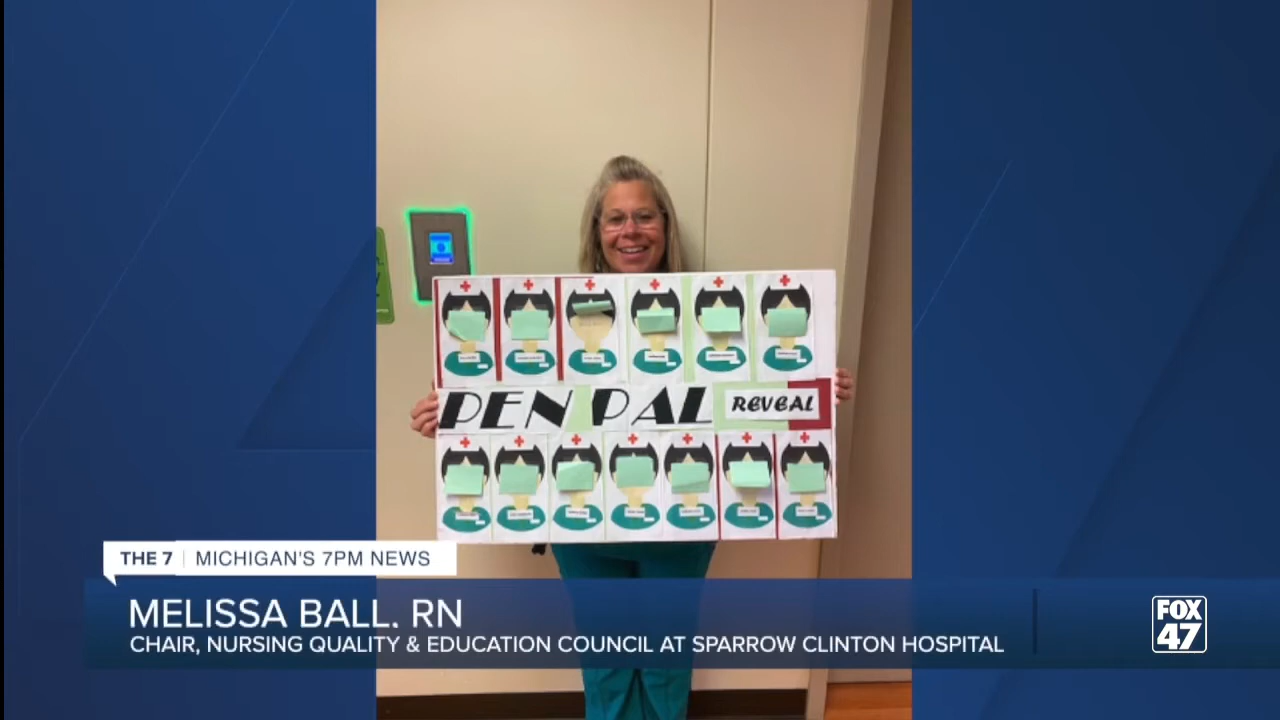 PEN PAL REVEAL
THE 7 | MICHIGAN'S 7PM NEWS
MELISSA BALL, RN
CHAIR, NURSING QUALITY & EDUCATION COUNCIL AT SPARROW CLINTON HOSPITAL
FOX
47